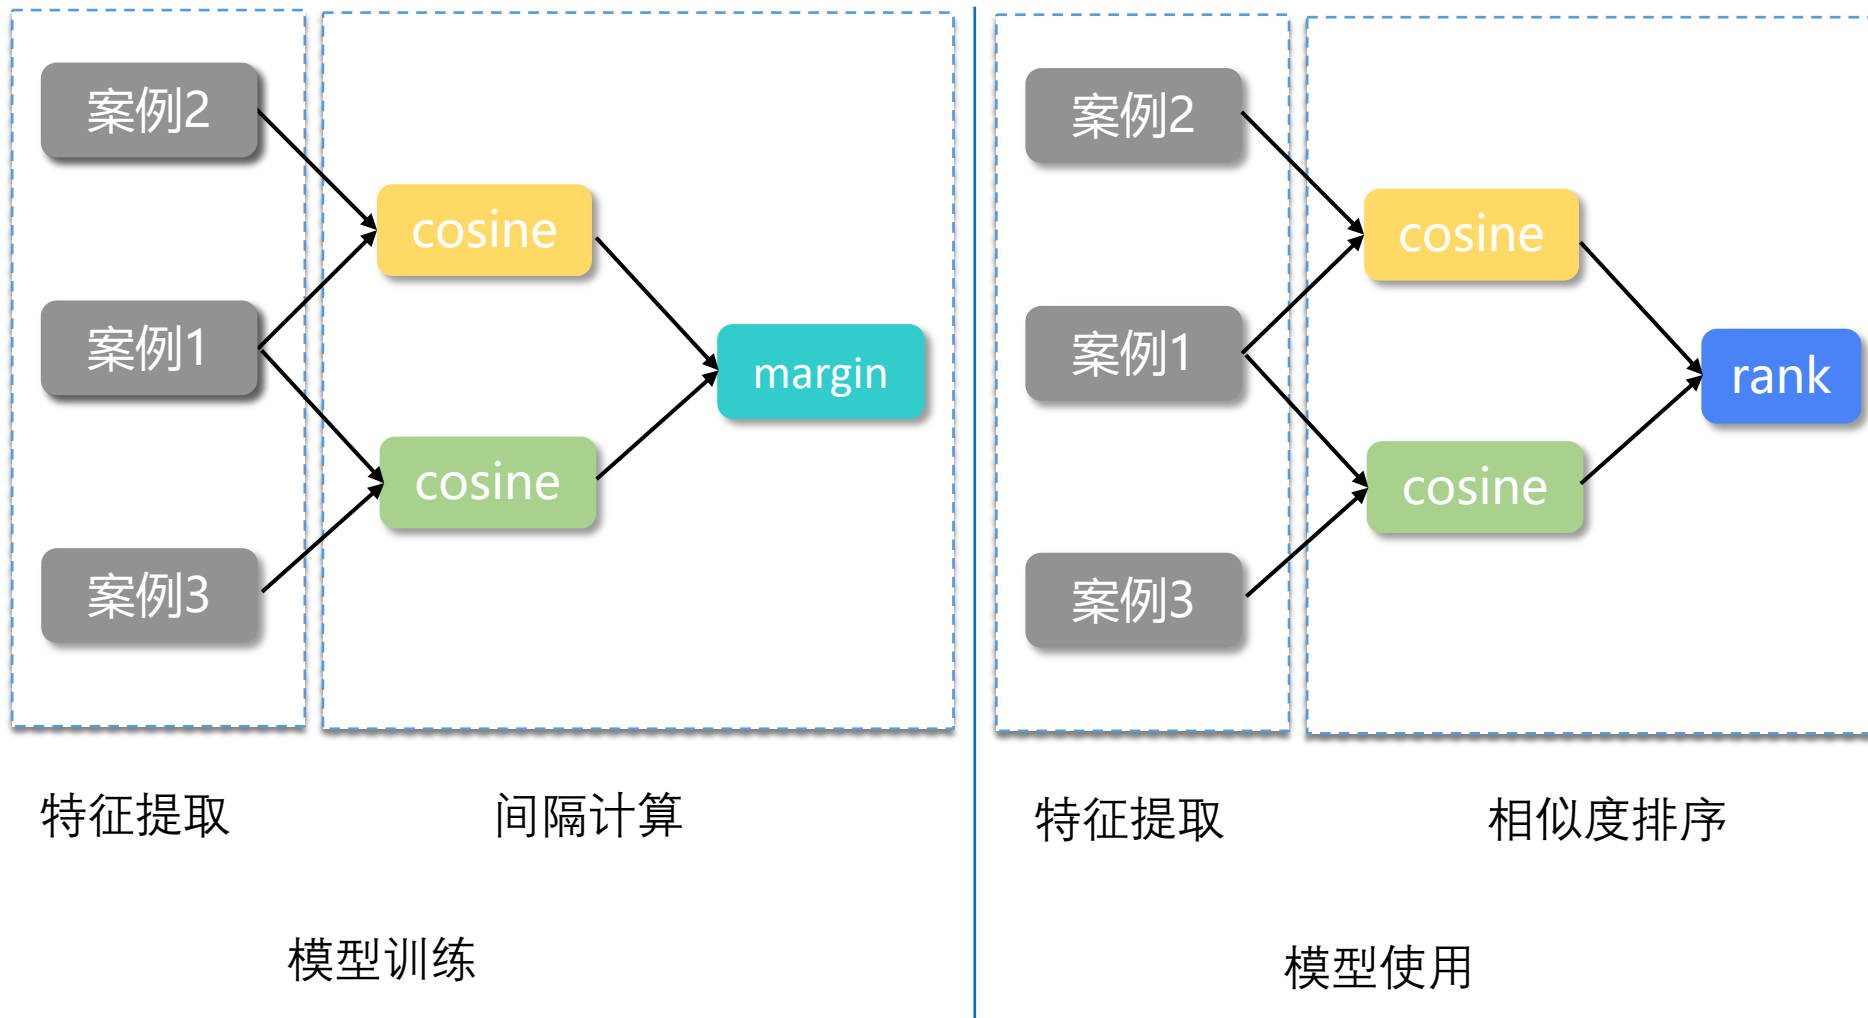 案例2
cosine
案例1
margin
cosine
案例3
特征提取
间隔计算
模型训练
案例2
cosine
案例1
rank
cosine
案例3
特征提取
相似度排序
模型使用